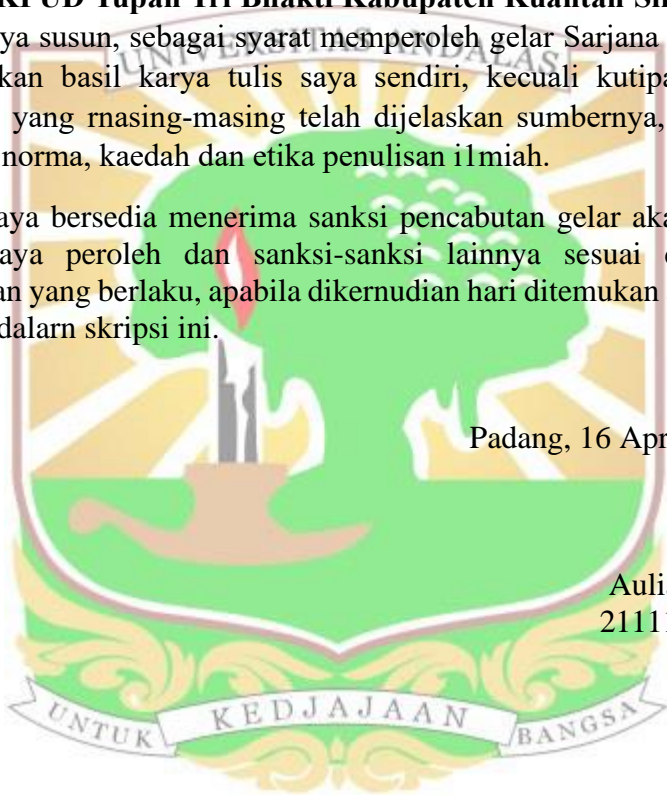 KPUD Tupan Tri Bhakti Kabupaten Kuantan
ya susun, sebagai syarat memperoleh gelar Sarjana
kan basil karya tulis saya sendiri, kecuali kutipa
yang rnasing-masing telah dijelaskan sumbernya,
norma, kaedah dan etika penulisan i1miah.
aya bersedia menerima sanksi pencabutan gelar aka
aya peroleh dan sanksi-sanksi lainnya sesuai
an yang berlaku, apabila dikernudian hari ditemukan
dalarn skripsi ini.
Padang, 16 Apr
Auli
2111
UNIVERSITAS ANDALAS
UNTUK KEDJAJAAN BANGSA